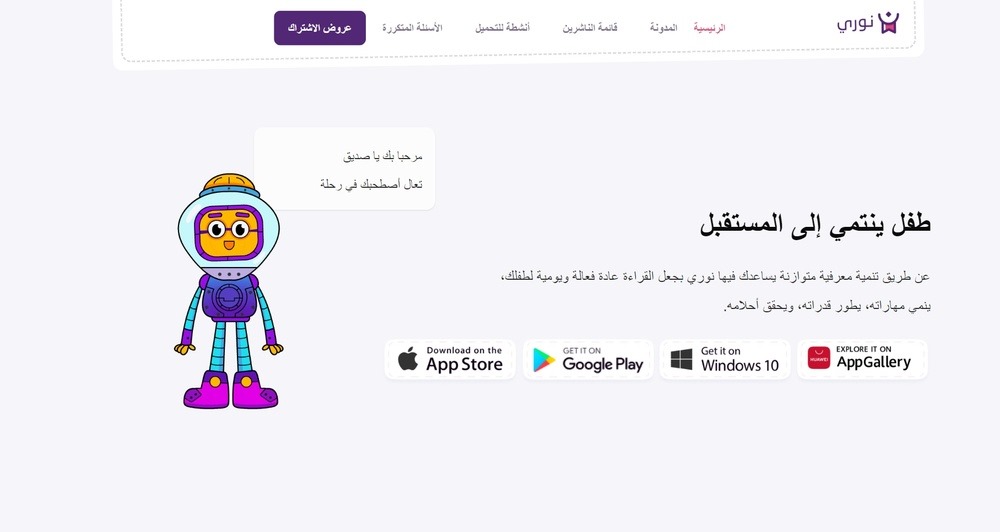 نوري
الرئيسية
المدونة
قائمة الناشرين
أنشطة للتحميل
الأسئلة المتكررة
عروض الاشتراك
مرحبا بك يا صديق
تعال أصطحبك في رحلة
طفل ينتمي إلى المستقبل
عن طريق تنمية معرفية متوازنة يساعدك فيها نوري بجعل القراءة عادة فعالة ويومية لطفلك،
ينمي مهاراته، يطور قدراته، ويحقق أحلامه.
EXPLORE IT ON
AppGallery
HUAWEI
Get it on
Windows 10
GET IT ON
Google Play
Download on the
App Store